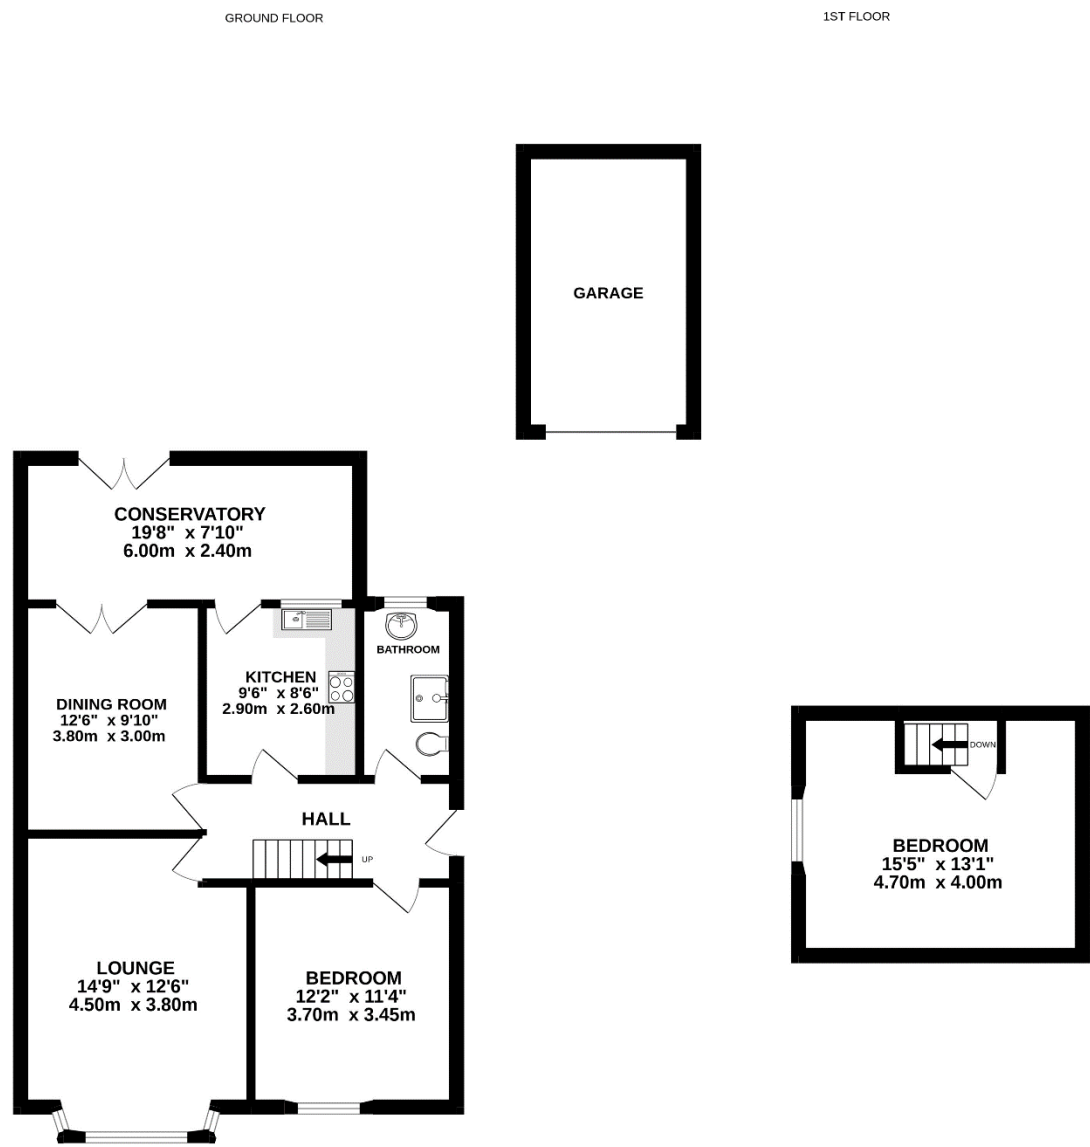 GROUND FLOOR
1ST FLOOR
GARAGE
CONSERVATORY
19'8" x 7'10"
6.00m x 2.40m
BATHROOM
KITCHEN
9'6" x 8'6"
2.90m x 2.60m
DINING ROOM
12'6" x 9'10"
3.80m x 3.00m
HALL
UP
LOUNGE
14'9" x 12'6"
4.50m x 3.80m
BEDROOM
12'2" x 11'4"
3.70m x 3.45m
DOWN
BEDROOM
15'5" x 13'1"
4.70m x 4.00m